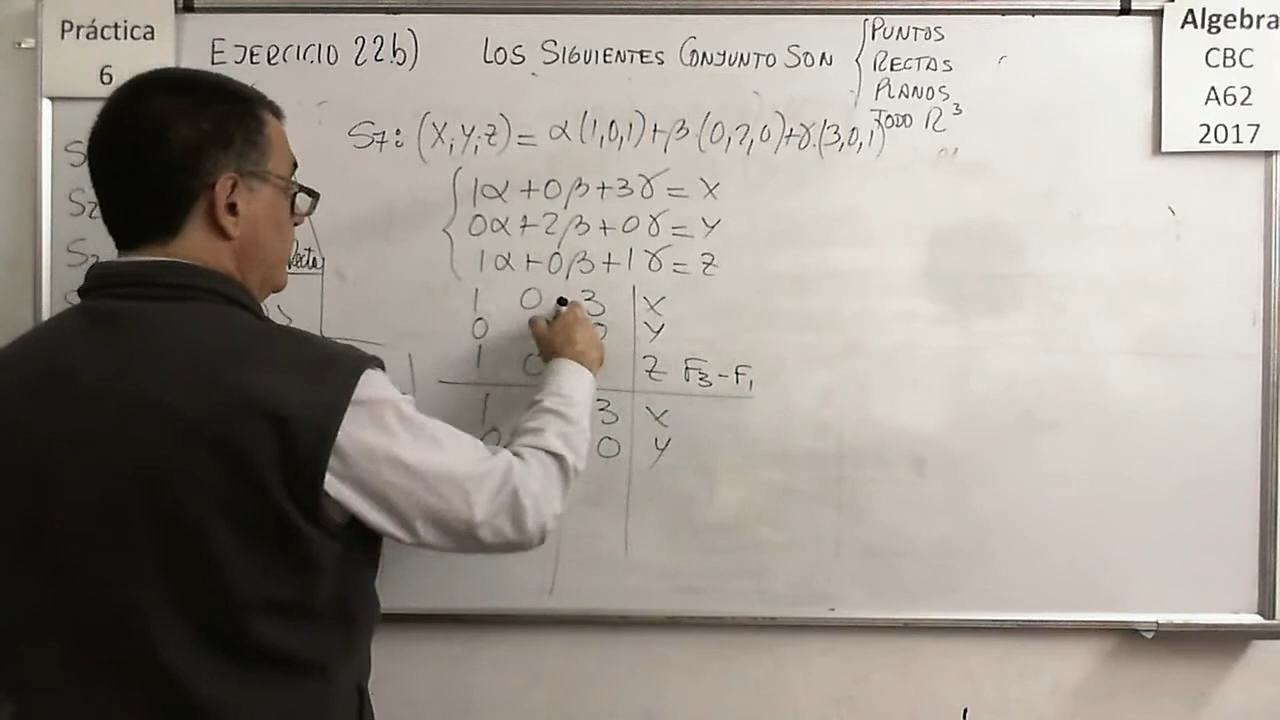 Práctica
6
EJERCICIO 22b) LOS SIGUIENTES CONJUNTO SON
PUNTOS
RECTAS
PLANOS
TODO R³
Algebra
CBC
A62
2017
S7: (X;Y;Z) = α(1,0,1)+β.(0,2,0)+γ.(3,0,1)
1α+0β+3γ=X
0α+2β+0γ=Y
1α+0β+1γ=Z
1 0 3 | X
0 | Y
1 0 | Z F3-F1
1 3 | X
0 0 | Y